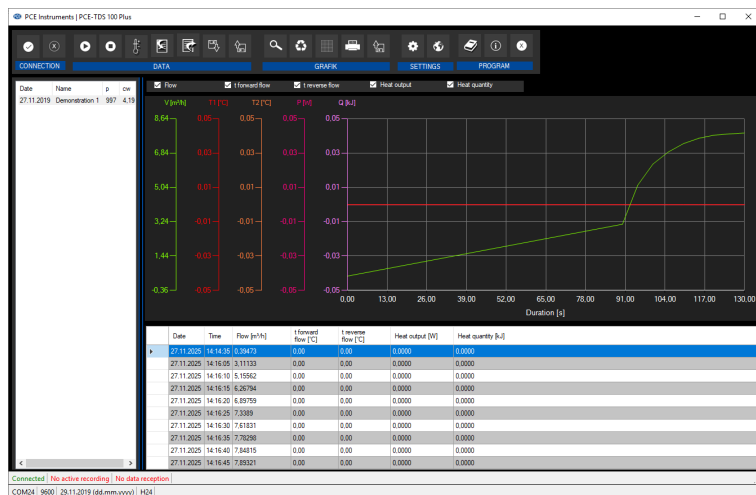 PCE Instruments | PCE-TDS 100 Plus
CONNECTION DATA GRAFIK SETTINGS PROGRAM
Date Name p cw
27.11.2019 Demonstration 1 997 4,19
Flow t forward flow t reverse flow Heat output Heat quantity
V [m³/h] T1 [°C] T2 [°C] P [W] Q [kJ]
8,64 0,05 0,05 0,05 0,05
6,84 0,03 0,03 0,03 0,03
5,04 0,01 0,01 0,01 0,01
3,24 -0,01 -0,01 -0,01 -0,01
1,44 -0,03 -0,03 -0,03 -0,03
-0,36 -0,05 -0,05 -0,05 -0,05
0,00 13,00 26,00 39,00 52,00 65,00 78,00 91,00 104,00 117,00 130,00
Duration [s]
Date Time Flow [m³/h] t forward flow [°C] t reverse flow [°C] Heat output [W] Heat quantity [kJ]
27.11.2025 14:14:35 0,39473 0,00 0,00 0,0000 0,0000
27.11.2025 14:16:05 3,11133 0,00 0,00 0,0000 0,0000
27.11.2025 14:16:10 5,15562 0,00 0,00 0,0000 0,0000
27.11.2025 14:16:15 6,26794 0,00 0,00 0,0000 0,0000
27.11.2025 14:16:20 6,89759 0,00 0,00 0,0000 0,0000
27.11.2025 14:16:25 7,3389 0,00 0,00 0,0000 0,0000
27.11.2025 14:16:30 7,61831 0,00 0,00 0,0000 0,0000
27.11.2025 14:16:35 7,78298 0,00 0,00 0,0000 0,0000
27.11.2025 14:16:40 7,84815 0,00 0,00 0,0000 0,0000
27.11.2025 14:16:45 7,89321 0,00 0,00 0,0000 0,0000
Connected No active recording No data reception
COM24 9600 29.11.2019 (dd.mm.yyyy) H24